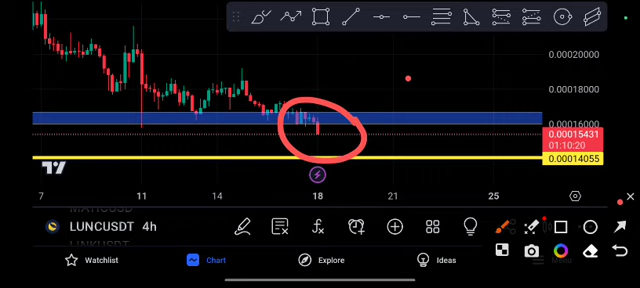 0.00020000
0.00018000
0.00016000
0.00015431
01:10:20
0.00014055
7 11 14 18 21 25
LUNCUSDT 4h
Watchlist Chart Explore Ideas